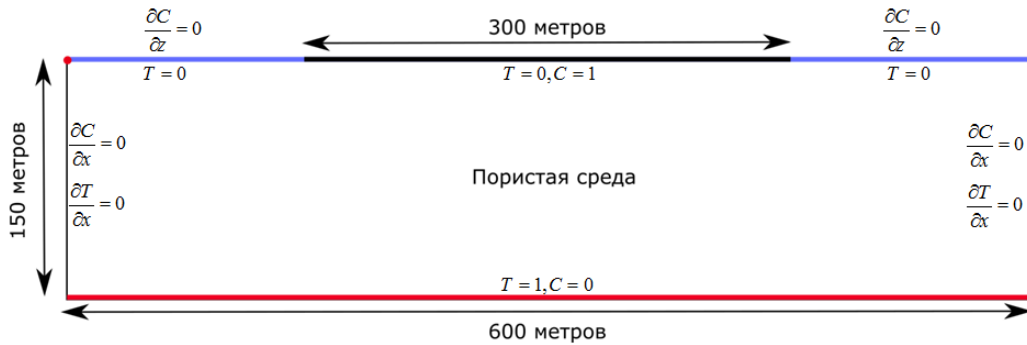 ∂C/∂z = 0
300 метров
∂C/∂z = 0
T = 0
T = 0, C = 1
T = 0
150 метров
∂C/∂x = 0
∂T/∂x = 0
Пористая среда
∂C/∂x = 0
∂T/∂x = 0
T = 1, C = 0
600 метров